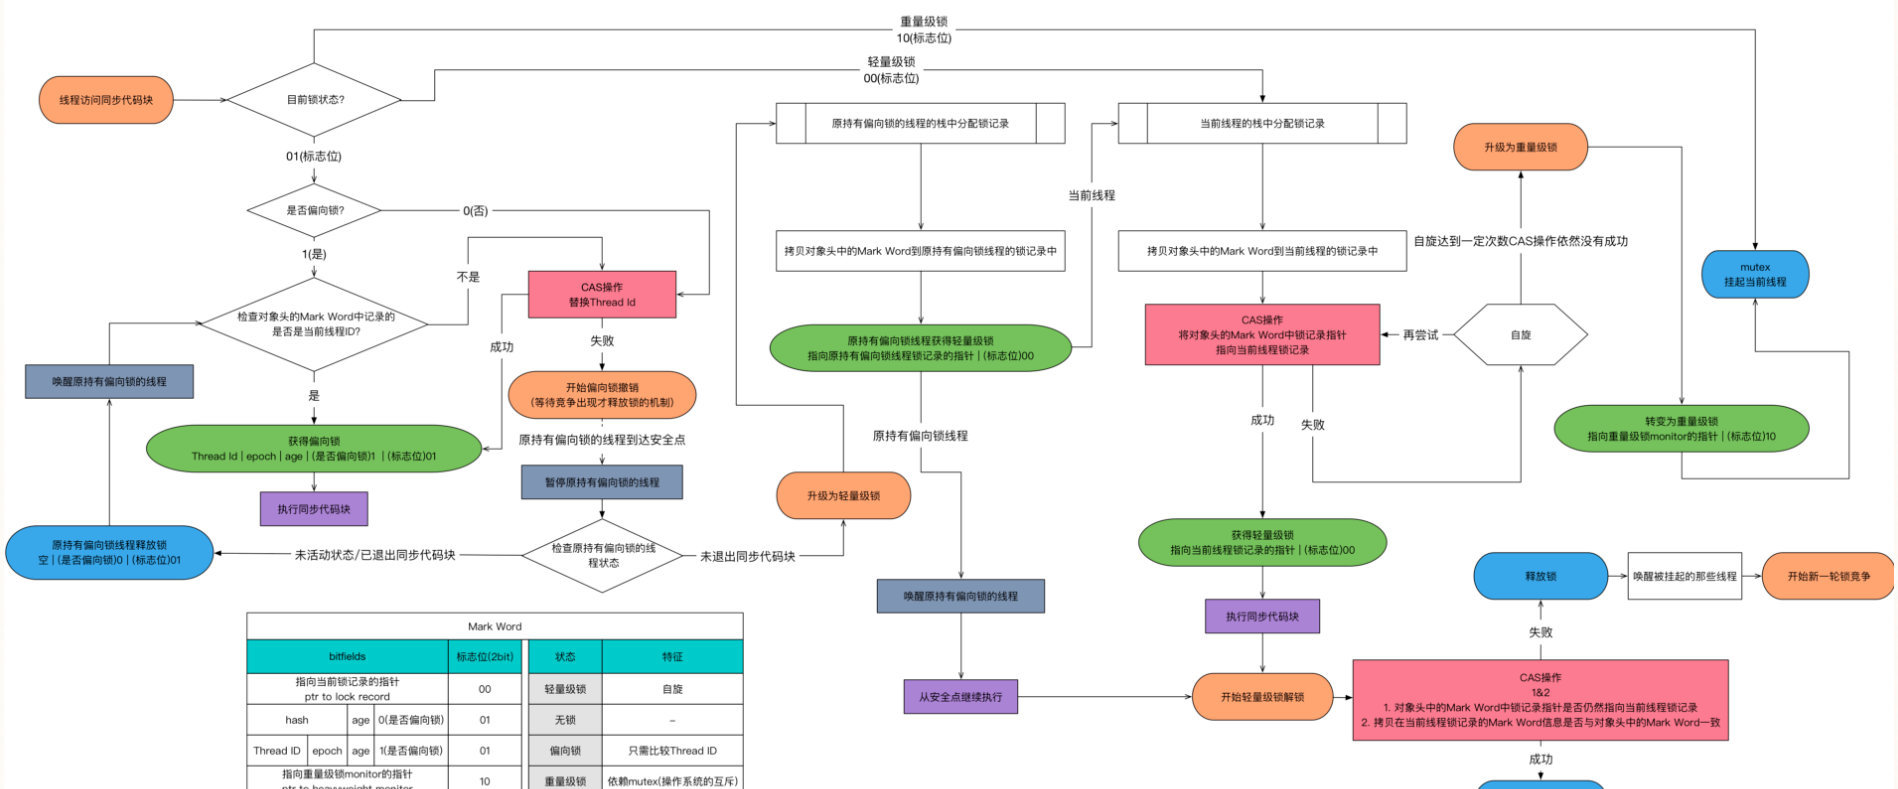 重量级锁
10(标志位)
轻量级锁
00(标志位)
线程访问同步代码块
目前锁状态?
01(标志位)
是否偏向锁?
0(否)
1(是)
不是
检查对象头的Mark Word中记录的
是否是当前线程ID?
CAS操作
替换Thread Id
成功
失败
唤醒原持有偏向锁的线程
是
开始偏向锁撤销
(等待竞争出现才释放锁的机制)
获得偏向锁
Thread Id | epoch | age | (是否偏向锁)1 | (标志位)01
原持有偏向锁的线程到达安全点
暂停原持有偏向锁的线程
执行同步代码块
原持有偏向锁线程释放锁
空 | (是否偏向锁)0 | (标志位)01
未活动状态/已退出同步代码块
检查原持有偏向锁的线
程状态
未退出同步代码块
升级为轻量级锁
原持有偏向锁的线程的栈中分配锁记录
拷贝对象头中的Mark Word到原持有偏向锁线程的锁记录中
原持有偏向锁线程获得轻量级锁
指向原持有偏向锁线程锁记录的指针 | (标志位)00
当前线程
原持有偏向锁线程
唤醒原持有偏向锁的线程
从安全点继续执行
当前线程的栈中分配锁记录
拷贝对象头中的Mark Word到当前线程的锁记录中
CAS操作
将对象头的Mark Word中锁记录指针
指向当前线程锁记录
再尝试
自旋
自旋达到一定次数CAS操作依然没有成功
升级为重量级锁
mutex
挂起当前线程
转变为重量级锁
指向重量级锁monitor的指针 | (标志位)10
成功
失败
获得轻量级锁
指向当前线程锁记录的指针 | (标志位)00
执行同步代码块
开始轻量级锁解锁
CAS操作
1&2
1. 对象头中的Mark Word中锁记录指针是否仍然指向当前线程锁记录
2. 拷贝在当前线程锁记录的Mark Word信息是否与对象头中的Mark Word一致
失败
释放锁
唤醒被挂起的那些线程
开始新一轮锁竞争
成功
Mark Word
bitfields 标志位(2bit) 状态 特征
指向当前锁记录的指针
ptr to lock record 00 轻量级锁 自旋
hash age 0(是否偏向锁) 01 无锁 –
Thread ID epoch age 1(是否偏向锁) 01 偏向锁 只需比较Thread ID
指向重量级锁monitor的指针
ptr to heavyweight monitor 10 重量级锁 依赖mutex(操作系统的互斥)